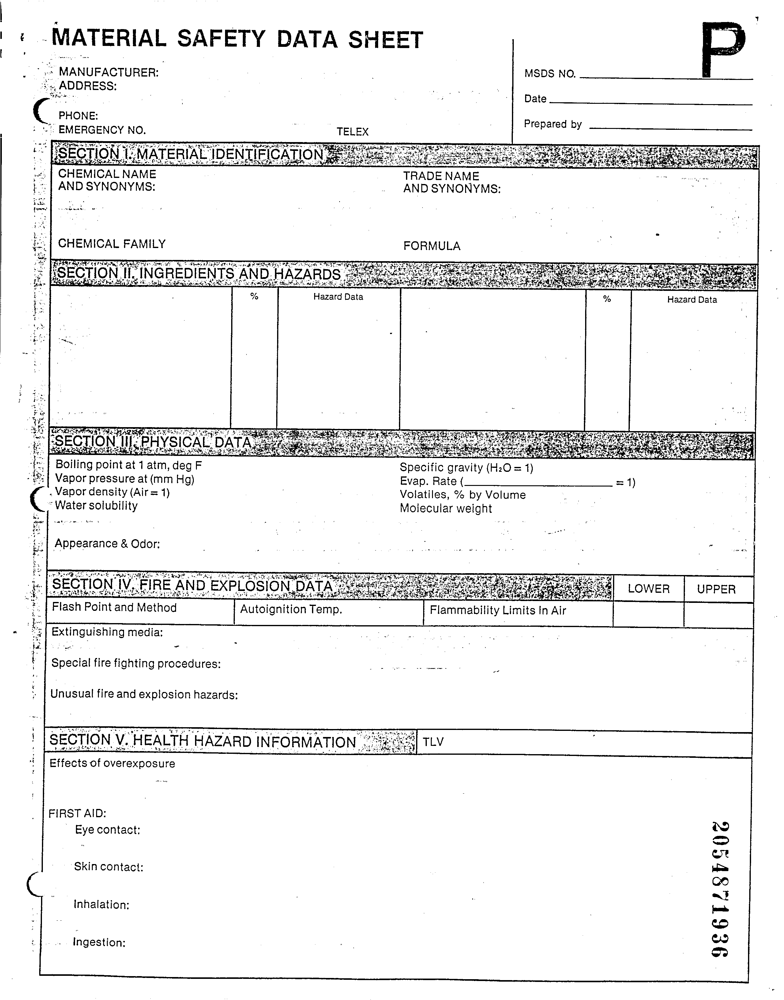 MATERIAL SAFETY DATA SHEET
P
MANUFACTURER:
ADDRESS:
PHONE:
EMERGENCY NO.
TELEX
MSDS NO.
Date
Prepared by
SECTION I. MATERIAL IDENTIFICATION
CHEMICAL NAME
AND SYNONYMS:
TRADE NAME
AND SYNONYMS:
CHEMICAL FAMILY
FORMULA
SECTION II. INGREDIENTS AND HAZARDS
% Hazard Data % Hazard Data
SECTION III. PHYSICAL DATA
Boiling point at 1 atm, deg F
Vapor pressure at (mm Hg)
Vapor density (Air = 1)
Water solubility
Specific gravity (H₂O = 1)
Evap. Rate (____________________ = 1)
Volatiles, % by Volume
Molecular weight
Appearance & Odor:
SECTION IV. FIRE AND EXPLOSION DATA LOWER UPPER
Flash Point and Method Autoignition Temp. Flammability Limits In Air
Extinguishing media:
Special fire fighting procedures:
Unusual fire and explosion hazards:
SECTION V. HEALTH HAZARD INFORMATION TLV
Effects of overexposure
FIRST AID:
Eye contact:
Skin contact:
Inhalation:
Ingestion:
2054871936